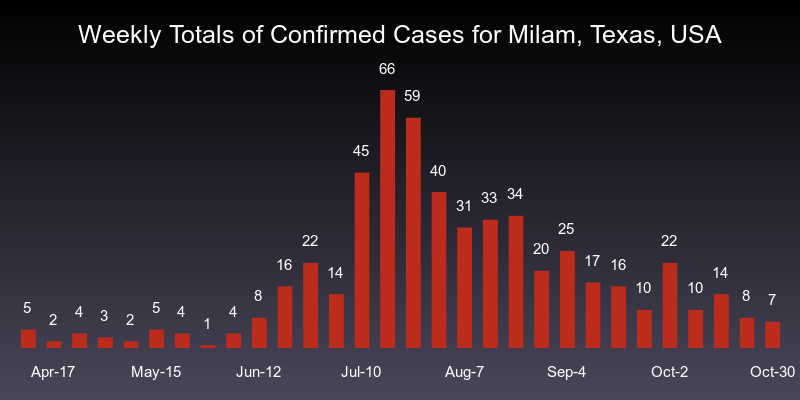 Weekly Totals of Confirmed Cases for Milam, Texas, USA
5 2 4 3 2 5 4 1 4 8 16 22 14 45 66 59 40 31 33 34 20 25 17 16 10 22 10 14 8 7
Apr-17 May-15 Jun-12 Jul-10 Aug-7 Sep-4 Oct-2 Oct-30